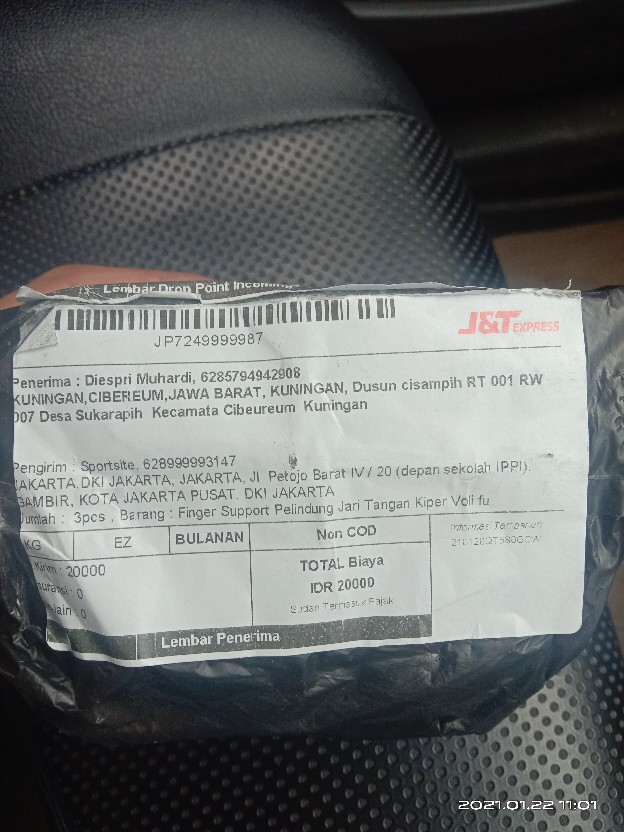 Lembar Drop Point Incoming
JP7249999987
J&T EXPRESS
Penerima : Diespri Muhardi, 6285794942908
KUNINGAN,CIBEREUM,JAWA BARAT, KUNINGAN, Dusun cisampih RT 001 RW
007 Desa Sukarapih Kecamata Cibeureum Kuningan
Pengirim : Sportsite, 628999993147
JAKARTA,DKI JAKARTA, JAKARTA, Jl Petojo Barat IV / 20 (depan sekolah IPPI),
GAMBIR, KOTA JAKARTA PUSAT, DKI JAKARTA
Jumlah : 3pcs , Barang : Finger Support Pelindung Jari Tangan Kiper Voli fu
KG EZ BULANAN Non COD
Kirim : 20000
TOTAL Biaya
IDR 20000
Sudah Termasuk Pajak
: 0
: 0
Lembar Penerima
2021.01.22 11:01